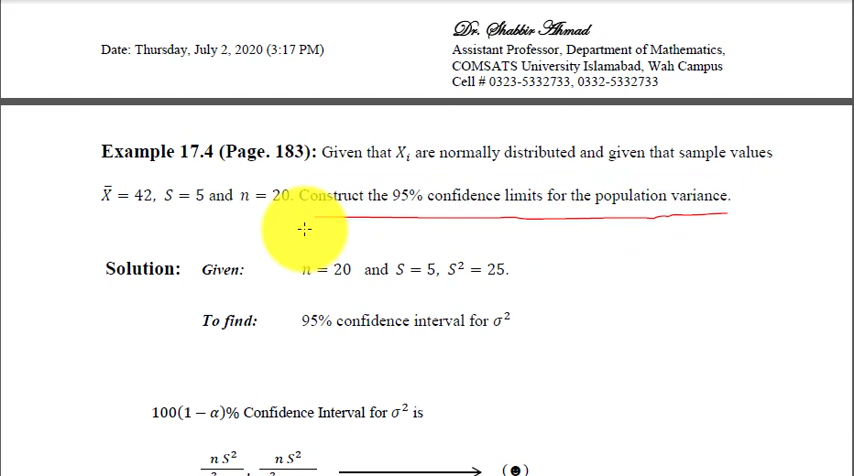 Dr. Shabbir Ahmad
Date: Thursday, July 2, 2020 (3:17 PM)
Assistant Professor, Department of Mathematics,
COMSATS University Islamabad, Wah Campus
Cell # 0323-5332733, 0332-5332733
Example 17.4 (Page. 183): Given that Xᵢ are normally distributed and given that sample values
X̄ = 42, S = 5 and n = 20. Construct the 95% confidence limits for the population variance.
Solution: Given: n = 20 and S = 5, S² = 25.
To find: 95% confidence interval for σ²
100(1 − α)% Confidence Interval for σ² is
n S² , n S² (☻)